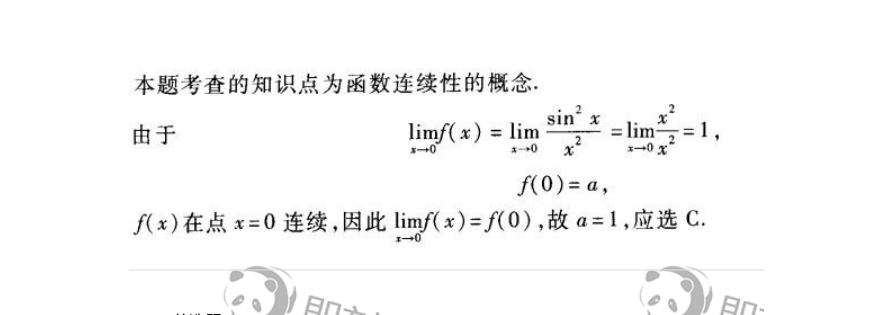 本题考查的知识点为函数连续性的概念.
由于 lim_{x→0} f(x) = lim_{x→0} \frac{sin² x}{x²} = lim_{x→0} \frac{x²}{x²} = 1,
f(0) = a,
f(x)在点 x=0 连续,因此 lim_{x→0} f(x)=f(0),故 a=1,应选 C.